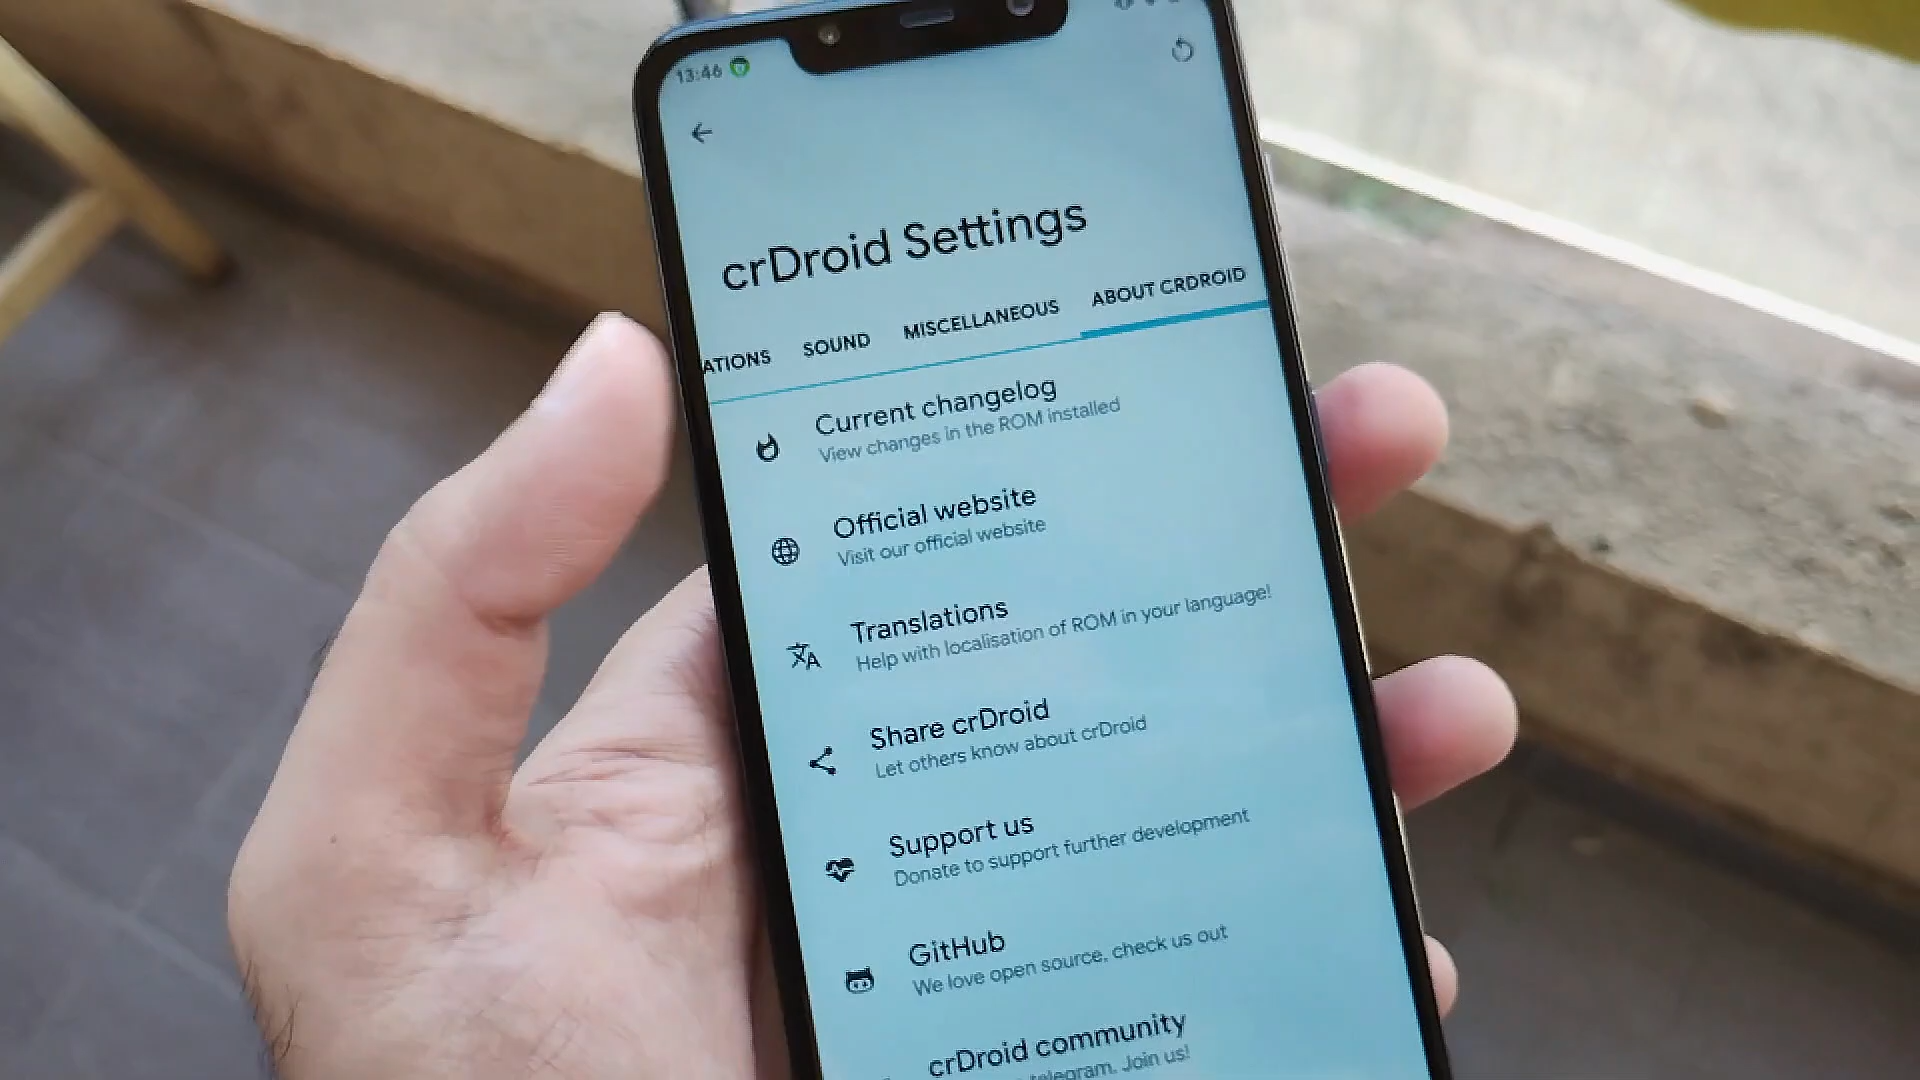 13:46
crDroid Settings
ATIONS SOUND MISCELLANEOUS ABOUT CRDROID
Current changelog
View changes in the ROM installed
Official website
Visit our official website
Translations
Help with localisation of ROM in your language!
Share crDroid
Let others know about crDroid
Support us
Donate to support further development
GitHub
We love open source, check us out
crDroid community
telegram. Join us!